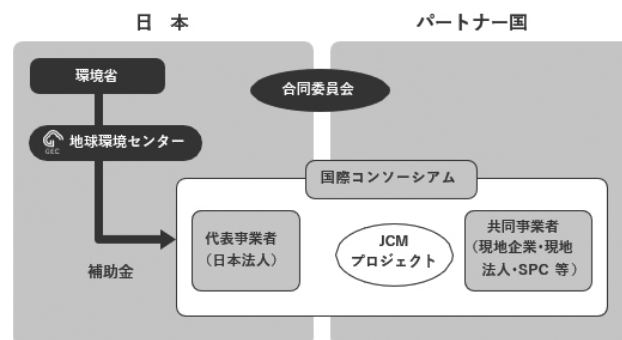 日 本
パートナー国
環境省
合同委員会
GEC
地球環境センター
国際コンソーシアム
代表事業者
（日本法人）
JCM
プロジェクト
共同事業者
（現地企業・現地
法人・SPC 等）
補助金